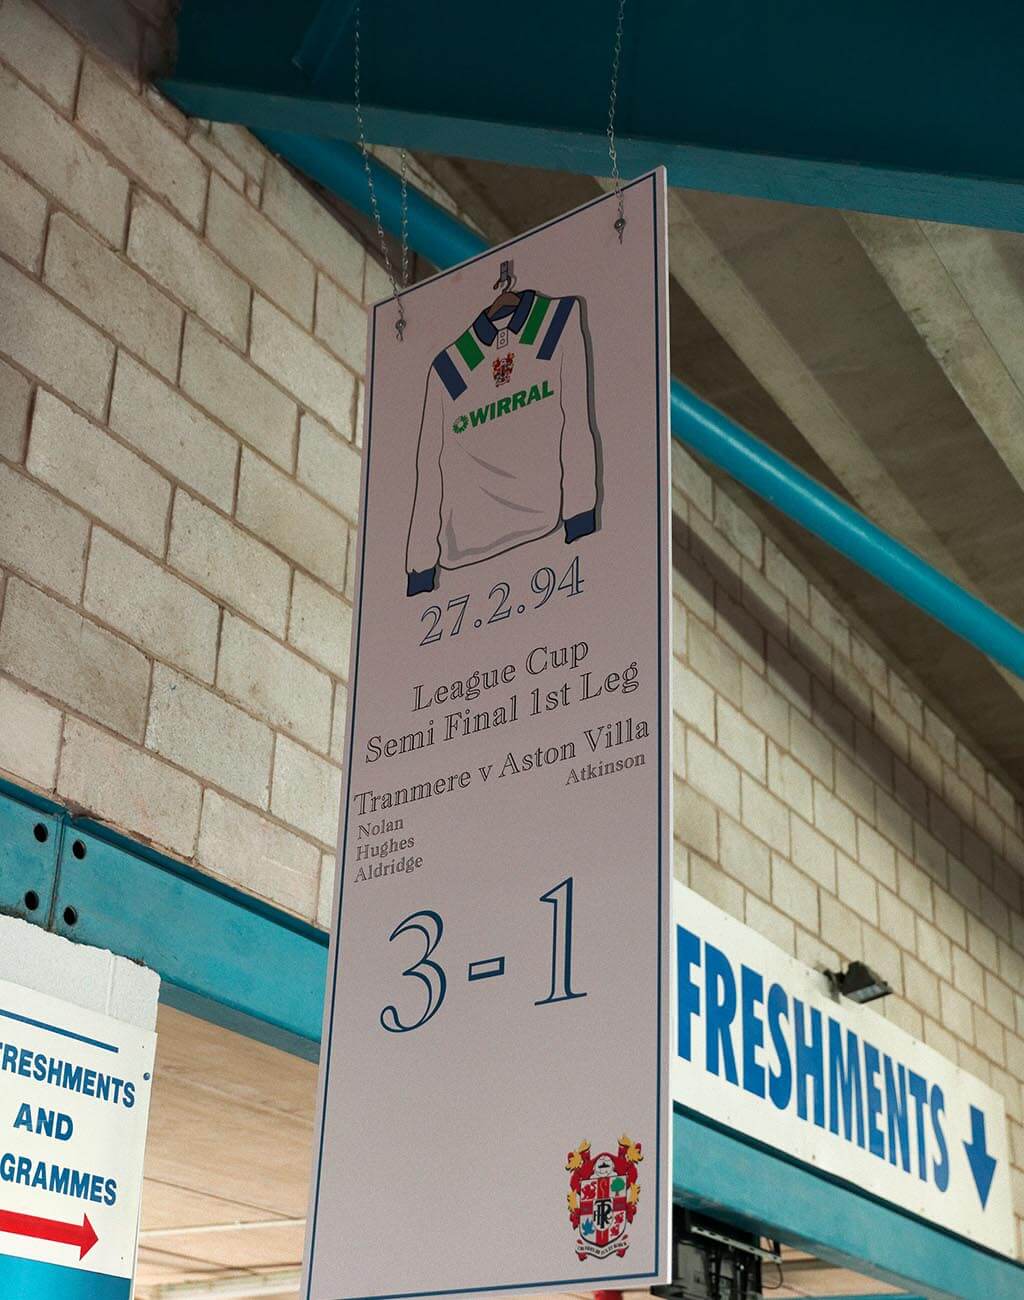 WIRRAL
27.2.94
League Cup
Semi Final 1st Leg
Tranmere v Aston Villa
Atkinson
Nolan
Hughes
Aldridge
3-1
FRESHMENTS
FRESHMENTS
AND
GRAMMES